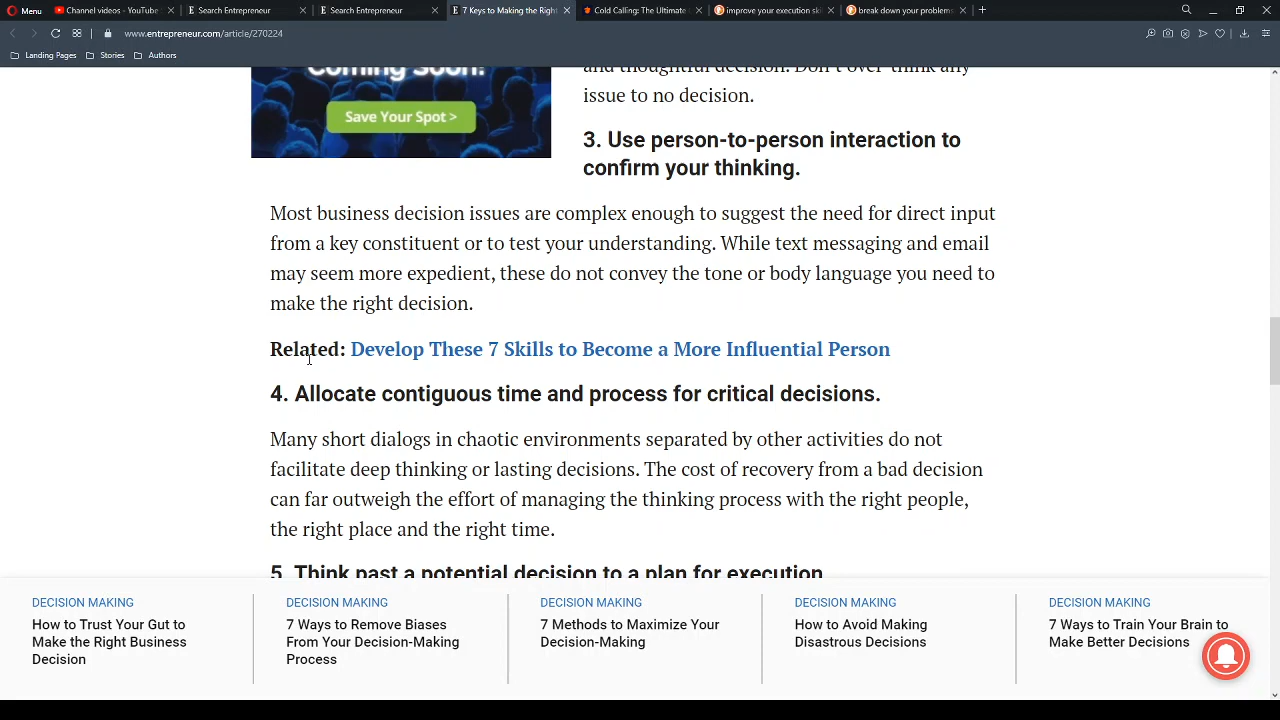 Menu
Channel videos - YouTube
Search Entrepreneur
Search Entrepreneur
7 Keys to Making the Right
Cold Calling: The Ultimate
improve your execution ski
break down your problems
www.entrepreneur.com/article/270224
Landing Pages
Stories
Authors
Coming Soon!
Save Your Spot >
and thoughtful decision. Don't over-think any
issue to no decision.
3. Use person-to-person interaction to
confirm your thinking.
Most business decision issues are complex enough to suggest the need for direct input
from a key constituent or to test your understanding. While text messaging and email
may seem more expedient, these do not convey the tone or body language you need to
make the right decision.
Related: Develop These 7 Skills to Become a More Influential Person
4. Allocate contiguous time and process for critical decisions.
Many short dialogs in chaotic environments separated by other activities do not
facilitate deep thinking or lasting decisions. The cost of recovery from a bad decision
can far outweigh the effort of managing the thinking process with the right people,
the right place and the right time.
5. Think past a potential decision to a plan for execution
DECISION MAKING
How to Trust Your Gut to
Make the Right Business
Decision
DECISION MAKING
7 Ways to Remove Biases
From Your Decision-Making
Process
DECISION MAKING
7 Methods to Maximize Your
Decision-Making
DECISION MAKING
How to Avoid Making
Disastrous Decisions
DECISION MAKING
7 Ways to Train Your Brain to
Make Better Decisions